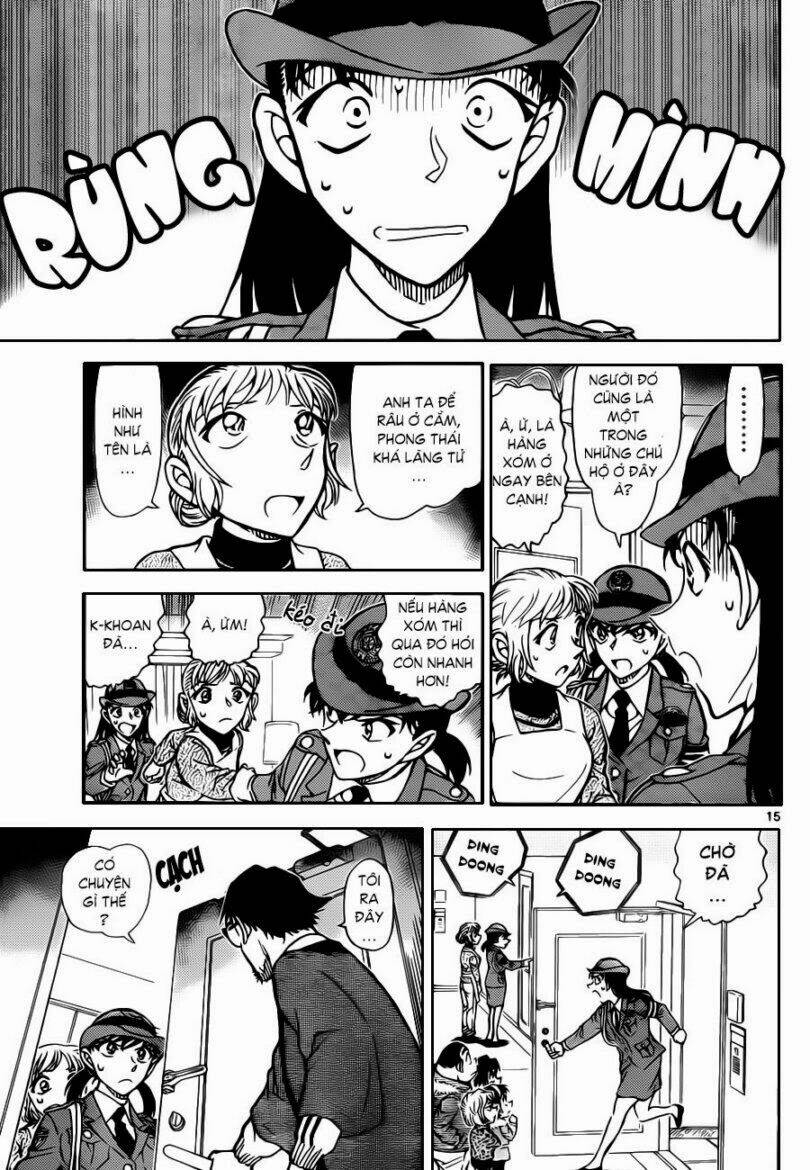 RÙNG
MÌNH
.........
NGƯỜI ĐÓ
CŨNG LÀ
MỘT
TRONG
NHỮNG CHỦ
HỘ Ở ĐÂY
À?
À, Ừ, LÀ
HÀNG
XÓM Ở
NGAY BÊN
CẠNH!
ANH TA ĐỂ
RÂU Ở CẰM,
PHONG THÁI
KHÁ LÃNG TỬ
...
HÌNH
NHƯ
TÊN LÀ
...
NẾU HÀNG
XÓM THÌ
QUA ĐÓ HỎI
CÒN NHANH
HƠN!
kéo đi
À, ỪM!
K-KHOAN
ĐÃ...
15
CHỜ
ĐÃ
...
DING
DOONG
DING
DOONG
TÔI
RA ĐÂY
...
CẠCH
CÓ
CHUYỆN
GÌ THẾ
?